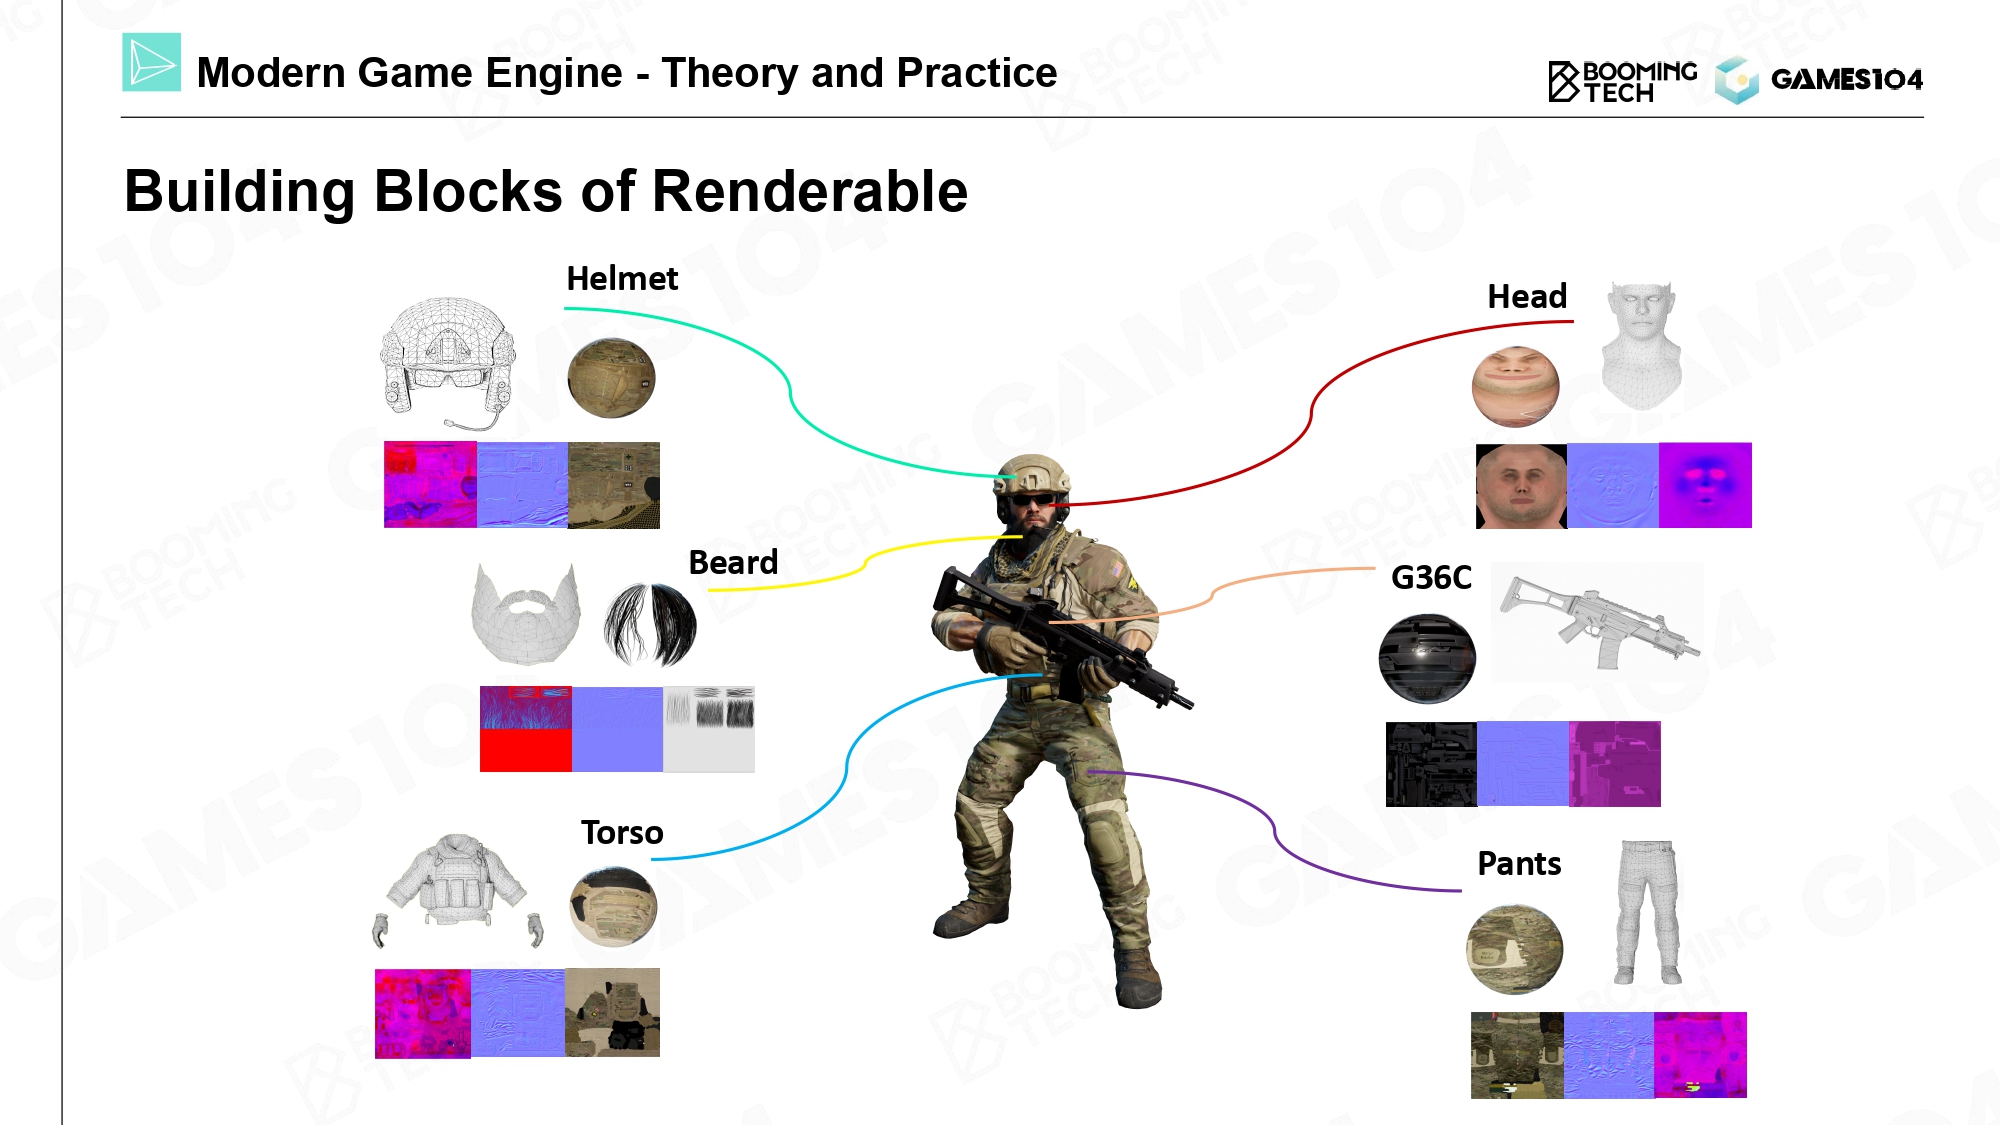 Modern Game Engine - Theory and Practice
BOOMING
TECH
GAMES104
Building Blocks of Renderable
Helmet
Head
Beard
G36C
Torso
Pants